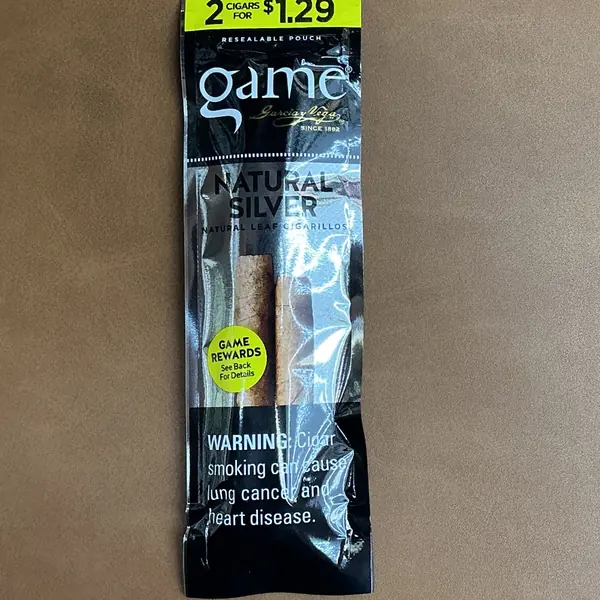 2 CIGARS FOR $1.29
RESEALABLE POUCH
game®
Garcia y Vega
SINCE 1882
NATURAL
SILVER
NATURAL LEAF CIGARILLOS
GAME
REWARDS
See Back
For Details
WARNING: Cigar
smoking can cause
lung cancer and
heart disease.